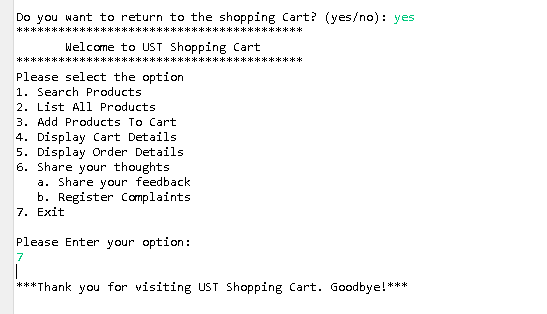 Do you want to return to the shopping Cart? (yes/no): yes
*****************************************
Welcome to UST Shopping Cart
*****************************************
Please select the option
1. Search Products
2. List All Products
3. Add Products To Cart
4. Display Cart Details
5. Display Order Details
6. Share your thoughts
a. Share your feedback
b. Register Complaints
7. Exit
Please Enter your option:
7
***Thank you for visiting UST Shopping Cart. Goodbye!***